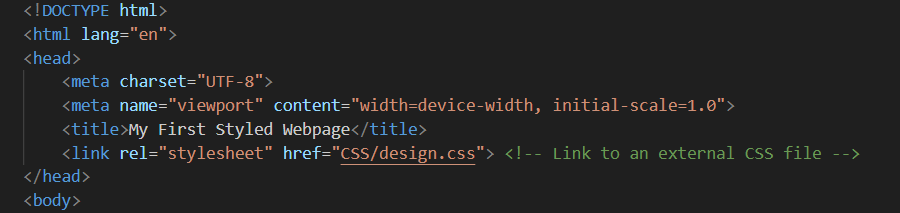 <!DOCTYPE html>
<html lang="en">
<head>
    <meta charset="UTF-8">
    <meta name="viewport" content="width=device-width, initial-scale=1.0">
    <title>My First Styled Webpage</title>
    <link rel="stylesheet" href="CSS/design.css"> <!-- Link to an external CSS file -->
</head>
<body>